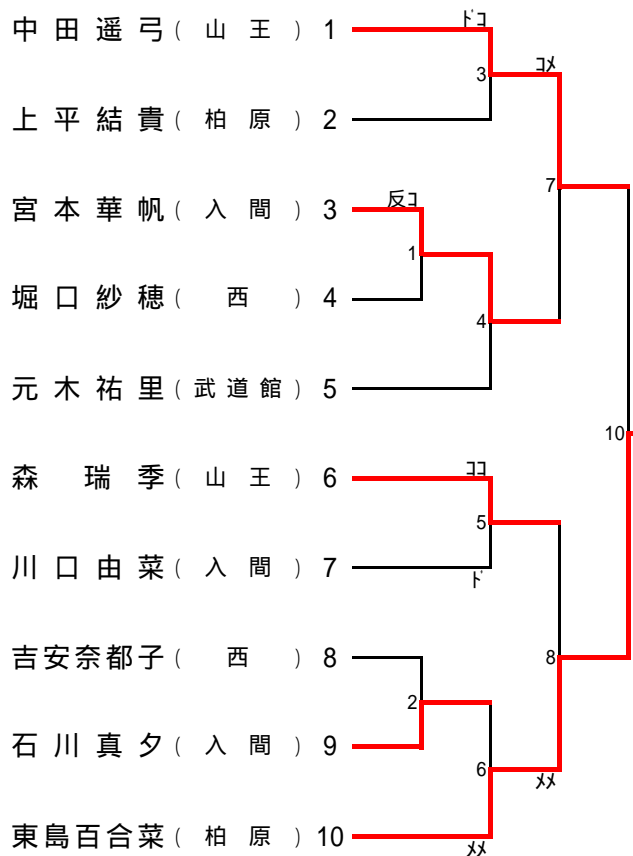 ﾄﾞｺ
中田遥弓（山王）1
3
ｺﾒ
上平結貴（柏原）2
7
反ｺ
宮本華帆（入間）3
1
堀口紗穂（西）4
4
元木祐里（武道館）5
10
ｺｺ
森瑞季（山王）6
5
川口由菜（入間）7
ﾄﾞ
吉安奈都子（西）8
8
2
石川真夕（入間）9
6
ﾒﾒ
東島百合菜（柏原）10
ﾒﾒ